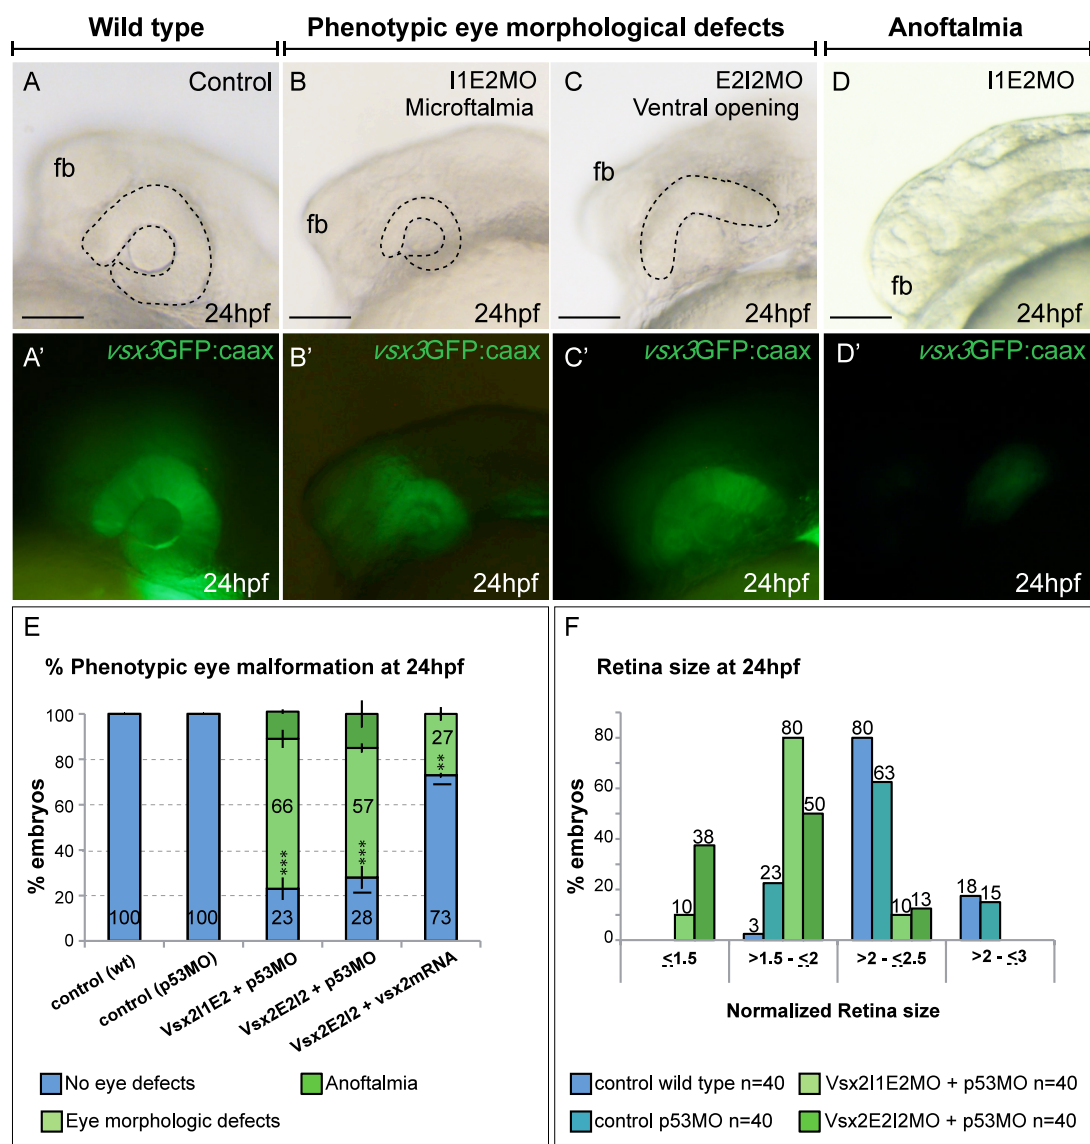 Wild type
Phenotypic eye morphological defects
Anoftalmia
A
Control
fb
24hpf
B
I1E2MO
Microftalmia
fb
24hpf
C
E2I2MO
Ventral opening
fb
24hpf
D
I1E2MO
fb
24hpf
A'
vsx3GFP:caax
24hpf
B'
vsx3GFP:caax
24hpf
C'
vsx3GFP:caax
24hpf
D'
vsx3GFP:caax
24hpf
E
% Phenotypic eye malformation at 24hpf
% embryos
100
80
60
40
20
0
100
100
66
***
23
57
***
28
27
**
73
control (wt)
control (p53MO)
Vsx2I1E2 + p53MO
Vsx2E2I2 + p53MO
Vsx2E2I2 + vsx2mRNA
No eye defects
Anoftalmia
Eye morphologic defects
F
Retina size at 24hpf
% embryos
80
60
40
20
0
10
38
3
23
80
50
80
63
10
13
18
15
≤1.5
>1.5 - ≤2
>2 - ≤2.5
>2 - ≤3
Normalized Retina size
control wild type n=40
Vsx2I1E2MO + p53MO n=40
control p53MO n=40
Vsx2E2I2MO + p53MO n=40